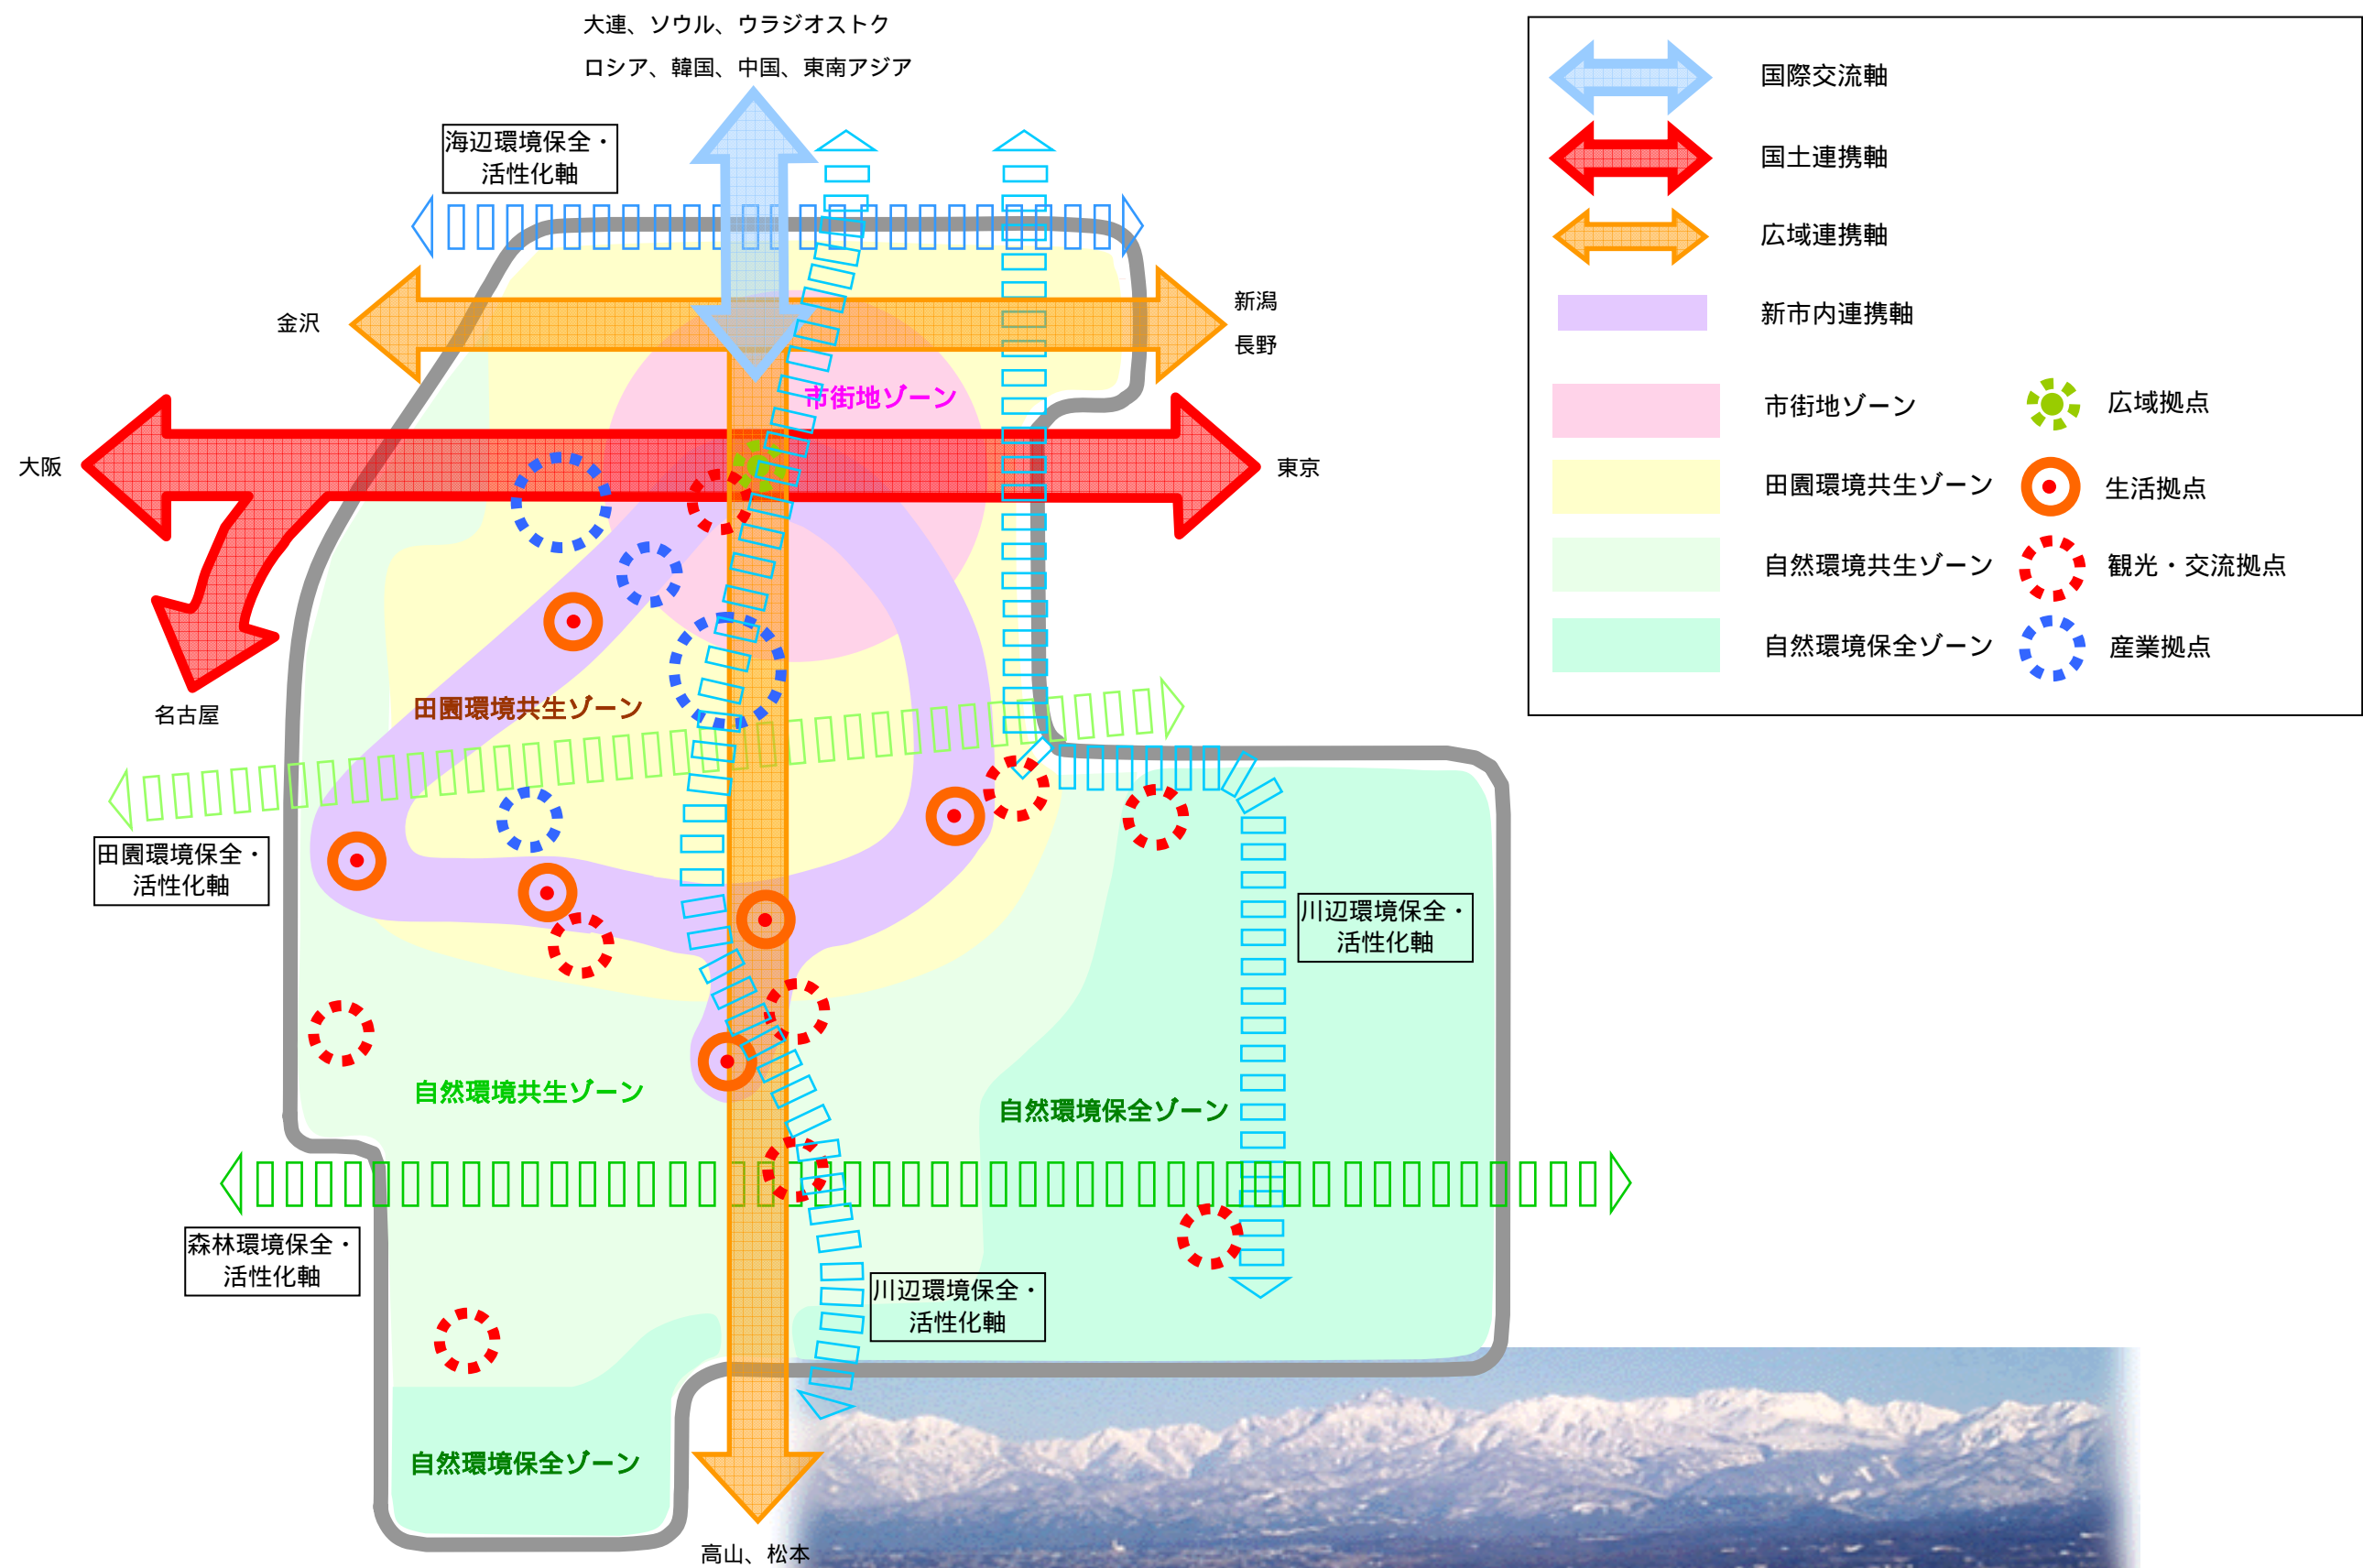 大連、ソウル、ウラジオストク
ロシア、韓国、中国、東南アジア
海辺環境保全・
活性化軸
金沢
新潟
長野
市街地ゾーン
大阪
東京
名古屋
田園環境共生ゾーン
田園環境保全・
活性化軸
川辺環境保全・
活性化軸
自然環境共生ゾーン
自然環境保全ゾーン
森林環境保全・
活性化軸
川辺環境保全・
活性化軸
自然環境保全ゾーン
高山、松本
国際交流軸
国土連携軸
広域連携軸
新市内連携軸
市街地ゾーン
広域拠点
田園環境共生ゾーン
生活拠点
自然環境共生ゾーン
観光・交流拠点
自然環境保全ゾーン
産業拠点